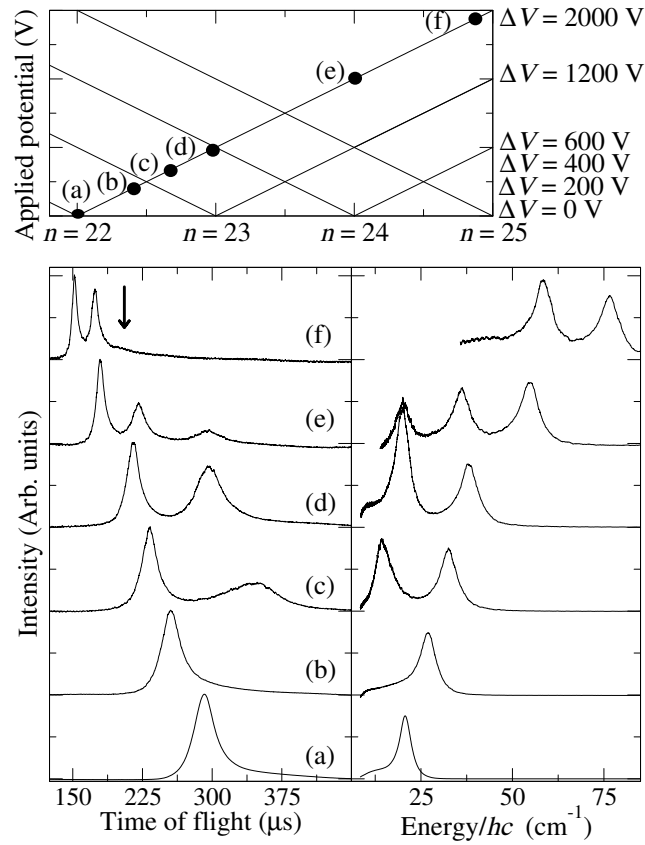 Applied potential (V)
(a)
(b)
(c)
(d)
(e)
(f)
ΔV = 2000 V
ΔV = 1200 V
ΔV = 600 V
ΔV = 400 V
ΔV = 200 V
ΔV = 0 V
n = 22
n = 23
n = 24
n = 25
Intensity (Arb. units)
(f)
(e)
(d)
(c)
(b)
(a)
150 225 300 375
Time of flight (μs)
25 50 75
Energy/hc (cm⁻¹)